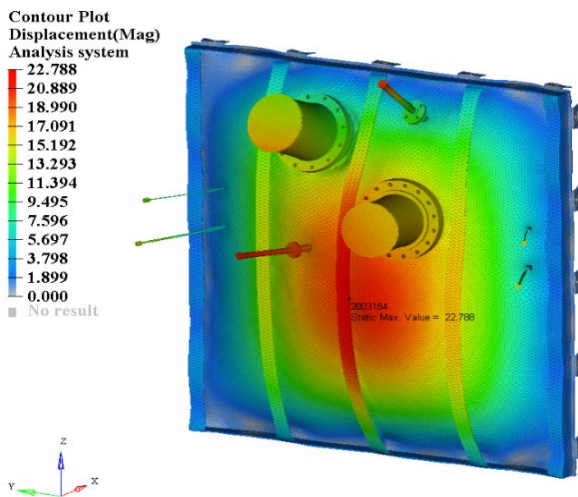 Contour Plot
Displacement(Mag)
Analysis system
22.788
20.889
18.990
17.091
15.192
13.293
11.394
9.495
7.596
5.697
3.798
1.899
0.000
No result
2003184
Static Max. Value = 22.788
Z
Y
X